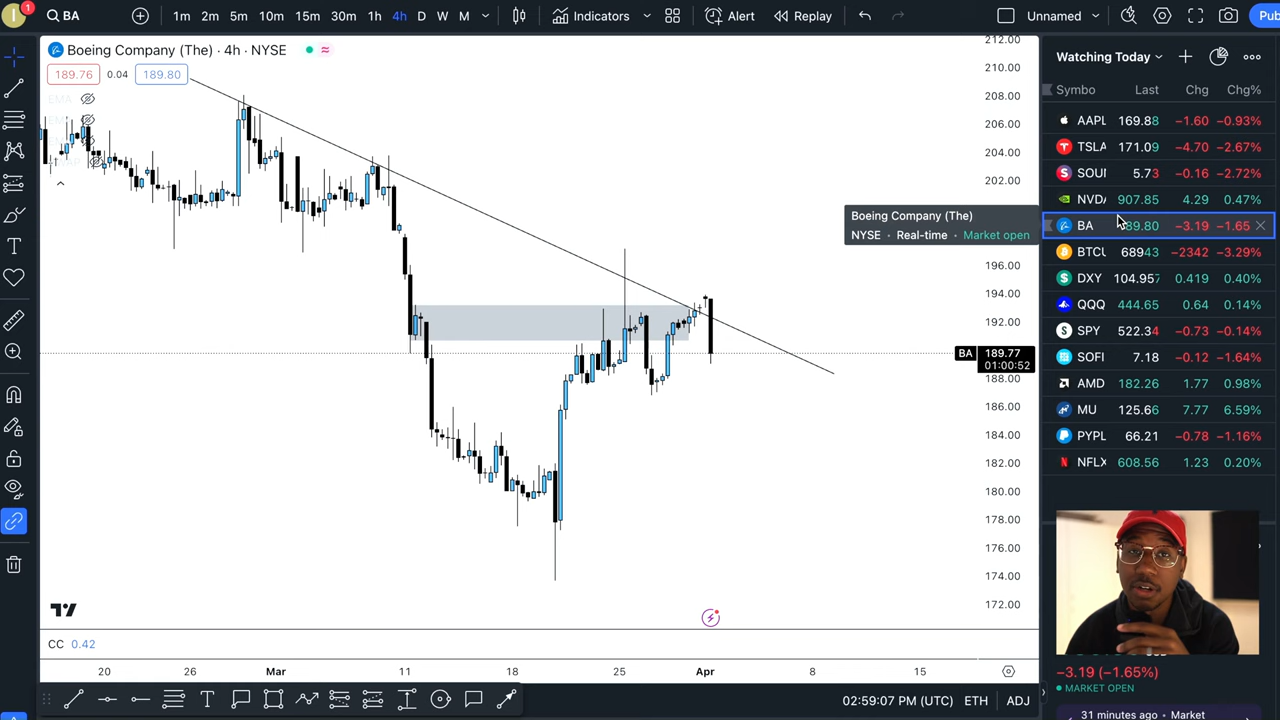 I 1 BA 1m 2m 5m 10m 15m 30m 1h 4h D W M Indicators Alert Replay Unnamed Pub
Boeing Company (The) · 4h · NYSE
189.76 0.04 189.80
EMA
212.00
210.00
208.00
206.00
204.00
202.00
196.00
194.00
192.00
BA 189.77
01:00:52
188.00
186.00
184.00
182.00
180.00
178.00
176.00
174.00
172.00
Boeing Company (The)
NYSE • Real-time • Market open
CC 0.42
20 26 Mar 11 18 25 Apr 8 15
02:59:07 PM (UTC) ETH ADJ
Watching Today
Symbo Last Chg Chg%
AAPL 169.88 −1.60 −0.93%
TSLA 171.09 −4.70 −2.67%
SOUI 5.73 −0.16 −2.72%
NVD 907.85 4.29 0.47%
BA 89.80 −3.19 −1.65
BTCU 68943 −2342 −3.29%
DXY 104.957 0.419 0.40%
QQQ 444.65 0.64 0.14%
SPY 522.34 −0.73 −0.14%
SOFI 7.18 −0.12 −1.64%
AMD 182.26 1.77 0.98%
MU 125.66 7.77 6.59%
PYPL 66.21 −0.78 −1.16%
NFLX 608.56 1.23 0.20%
−3.19 (−1.65%)
MARKET OPEN
31 minutes ago • Market